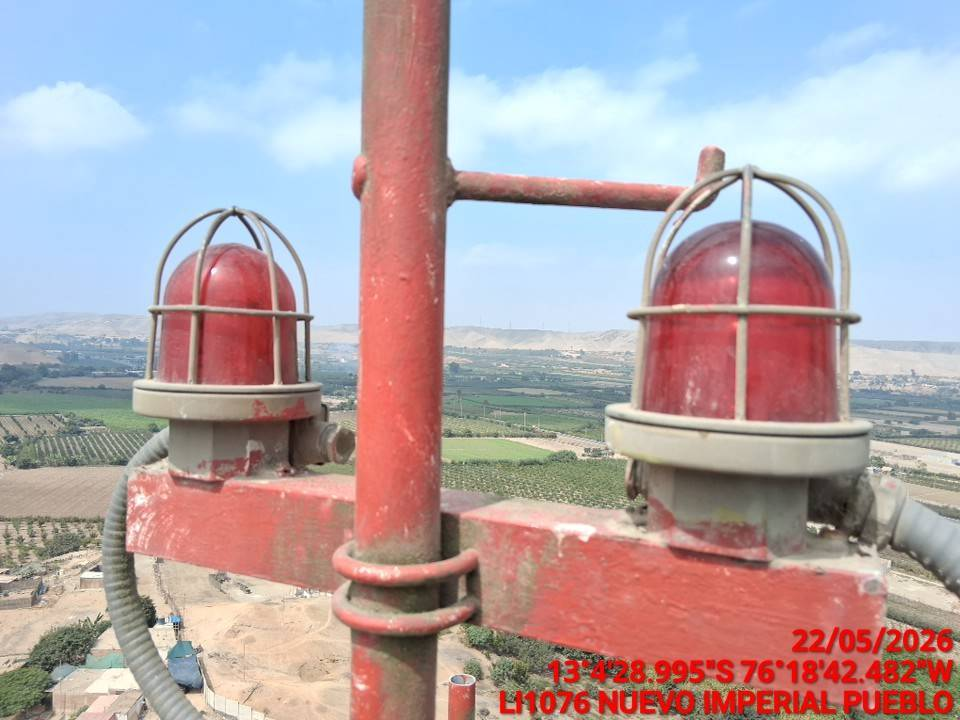 22/05/2026
13°4'28.995"S 76°18'42.482"W
LI1076 NUEVO IMPERIAL PUEBLO